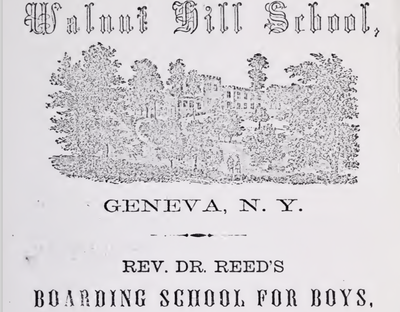 Walnut Hill School,
GENEVA, N. Y.
REV. DR. REED'S
BOARDING SCHOOL FOR BOYS,